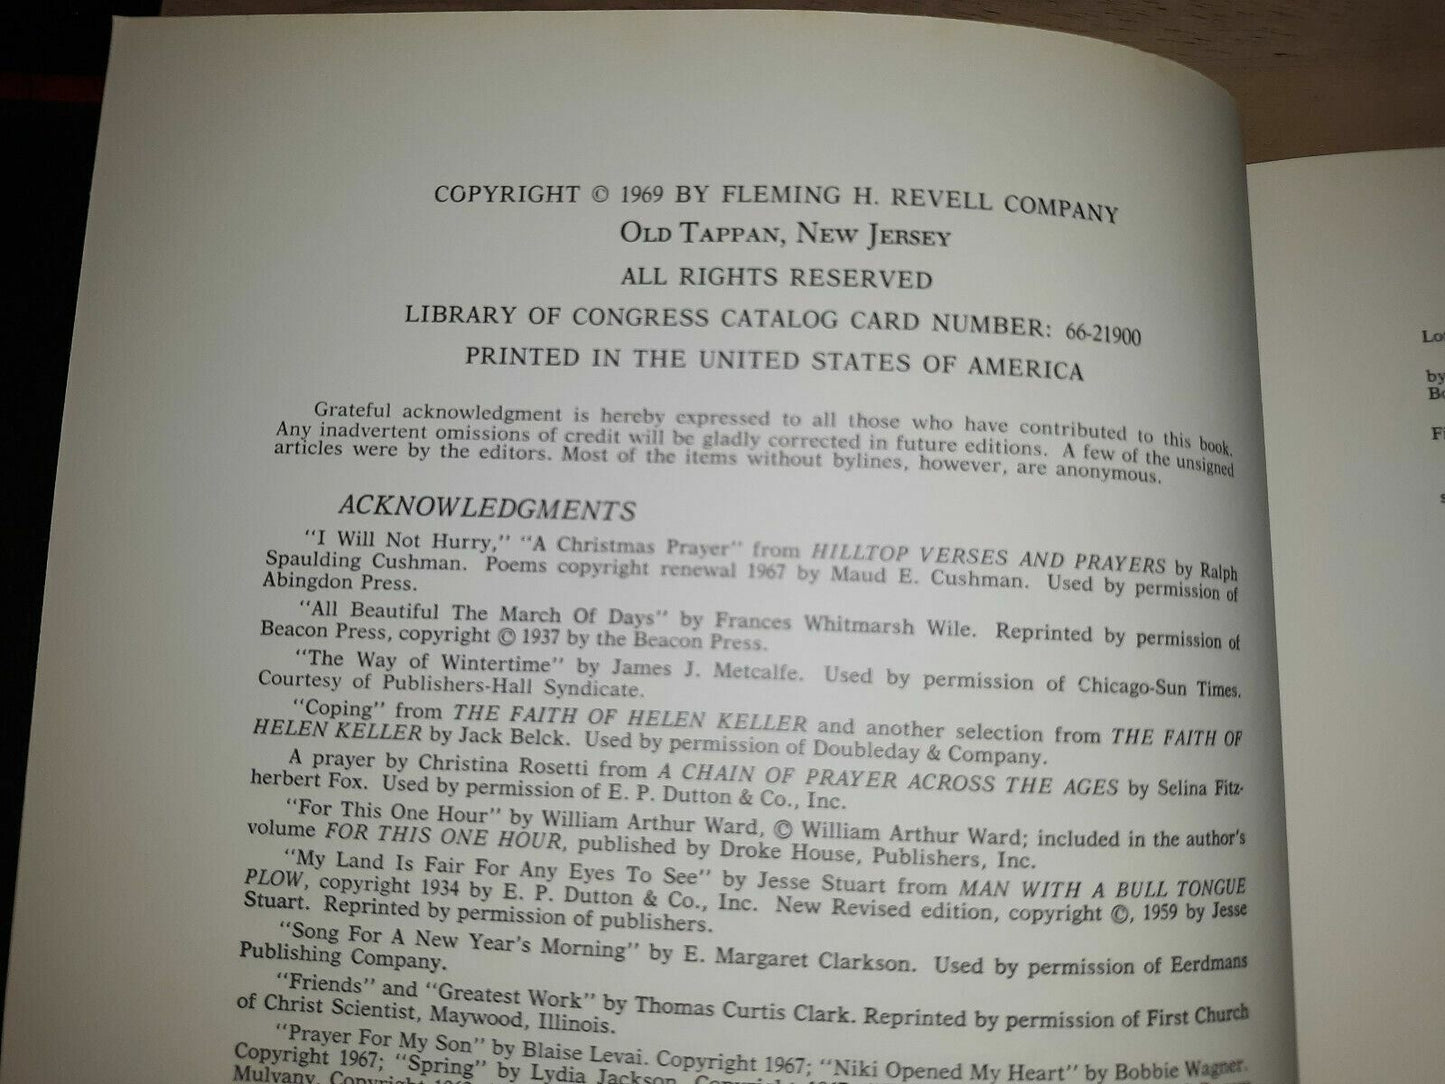 COPYRIGHT © 1969 BY FLEMING H. REVELL COMPANY
OLD TAPPAN, NEW JERSEY
ALL RIGHTS RESERVED
LIBRARY OF CONGRESS CATALOG CARD NUMBER: 66-21900
PRINTED IN THE UNITED STATES OF AMERICA
Grateful acknowledgment is hereby expressed to all those who have contributed to this book.
Any inadvertent omissions of credit will be gladly corrected in future editions. A few of the unsigned
articles were by the editors. Most of the items without bylines, however, are anonymous.
ACKNOWLEDGMENTS
"I Will Not Hurry," "A Christmas Prayer" from HILLTOP VERSES AND PRAYERS by Ralph
Spaulding Cushman. Poems copyright renewal 1967 by Maud E. Cushman. Used by permission of
Abingdon Press.
"All Beautiful The March Of Days" by Frances Whitmarsh Wile. Reprinted by permission of
Beacon Press, copyright © 1937 by the Beacon Press.
"The Way of Wintertime" by James J. Metcalfe. Used by permission of Chicago-Sun Times.
Courtesy of Publishers-Hall Syndicate.
"Coping" from THE FAITH OF HELEN KELLER and another selection from THE FAITH OF
HELEN KELLER by Jack Belck. Used by permission of Doubleday & Company.
A prayer by Christina Rosetti from A CHAIN OF PRAYER ACROSS THE AGES by Selina Fitz-
herbert Fox. Used by permission of E. P. Dutton & Co., Inc.
"For This One Hour" by William Arthur Ward, © William Arthur Ward; included in the author's
volume FOR THIS ONE HOUR, published by Droke House, Publishers, Inc.
"My Land Is Fair For Any Eyes To See" by Jesse Stuart from MAN WITH A BULL TONGUE
PLOW, copyright 1934 by E. P. Dutton & Co., Inc. New Revised edition, copyright ©, 1959 by Jesse
Stuart. Reprinted by permission of publishers.
"Song For A New Year's Morning" by E. Margaret Clarkson. Used by permission of Eerdmans
Publishing Company.
"Friends" and "Greatest Work" by Thomas Curtis Clark. Reprinted by permission of First Church
of Christ Scientist, Maywood, Illinois.
"Prayer For My Son" by Blaise Levai. Copyright 1967; "Niki Opened My Heart" by Bobbie Wagner.
Copyright 1967; "Spring" by Lydia Jackson. Copyright
Mulvany. Copyright
by